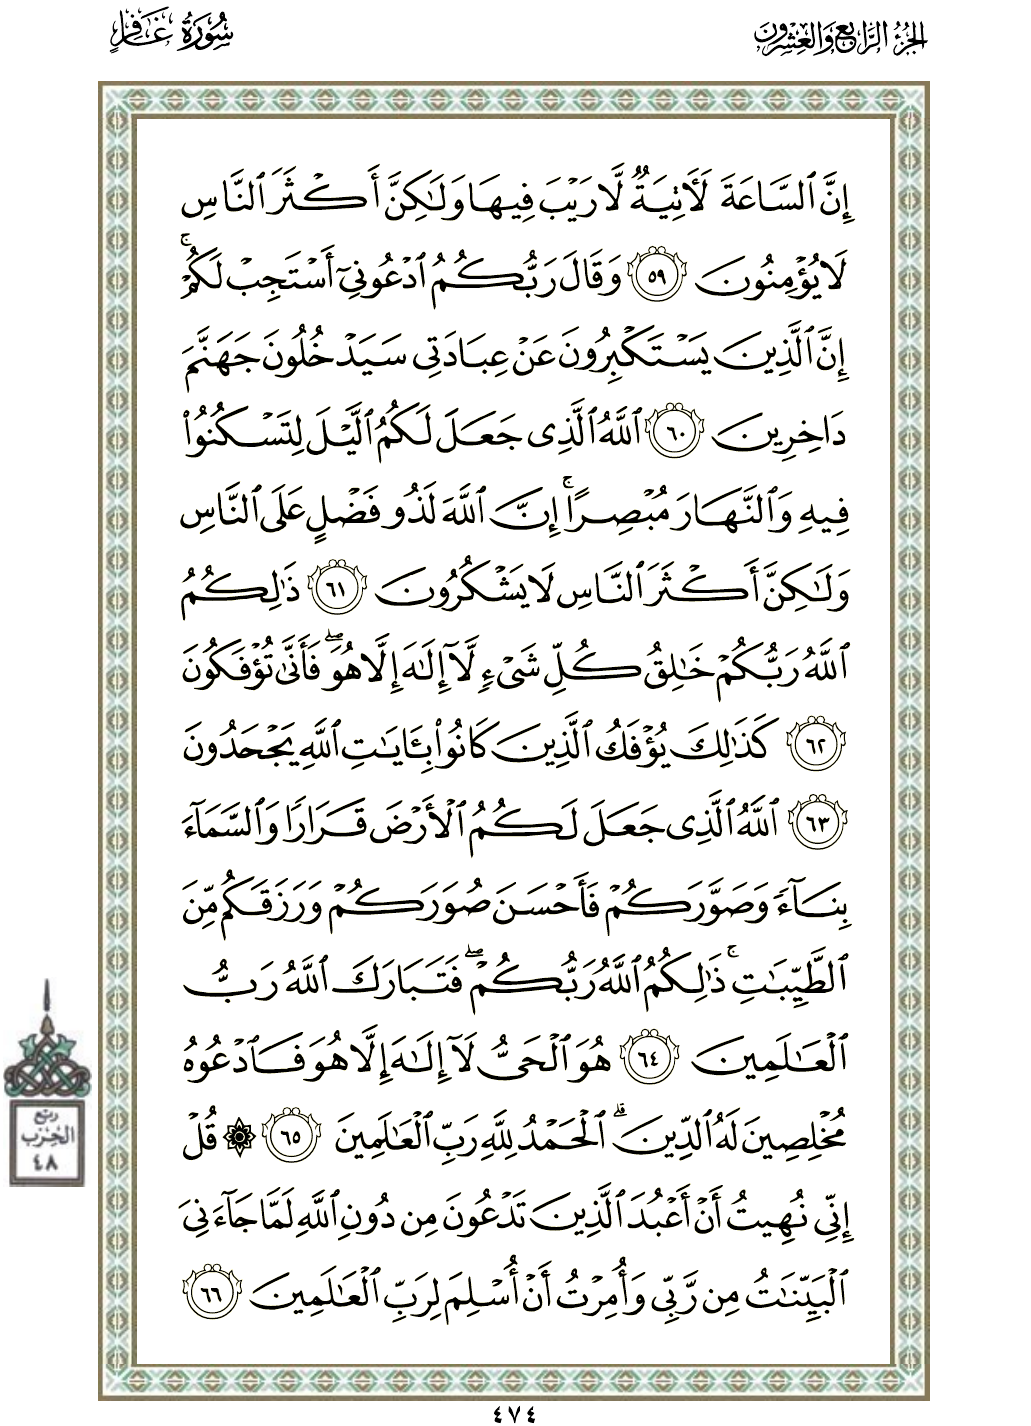 الجزء الرابع والعشرون
سورة غافر
إِنَّ ٱلسَّاعَةَ لَـَٔاتِيَةٌ لَّا رَيْبَ فِيهَا وَلَٰكِنَّ أَكْثَرَ ٱلنَّاسِ
لَا يُؤْمِنُونَ ٥٩ وَقَالَ رَبُّكُمُ ٱدْعُونِىٓ أَسْتَجِبْ لَكُمْ ۚ
إِنَّ ٱلَّذِينَ يَسْتَكْبِرُونَ عَنْ عِبَادَتِى سَيَدْخُلُونَ جَهَنَّمَ
دَاخِرِينَ ٦٠ ٱللَّهُ ٱلَّذِى جَعَلَ لَكُمُ ٱلَّيْلَ لِتَسْكُنُوا۟
فِيهِ وَٱلنَّهَارَ مُبْصِرًا ۚ إِنَّ ٱللَّهَ لَذُو فَضْلٍ عَلَى ٱلنَّاسِ
وَلَٰكِنَّ أَكْثَرَ ٱلنَّاسِ لَا يَشْكُرُونَ ٦١ ذَٰلِكُمُ
ٱللَّهُ رَبُّكُمْ خَٰلِقُ كُلِّ شَىْءٍ لَّآ إِلَٰهَ إِلَّا هُوَ ۖ فَأَنَّىٰ تُؤْفَكُونَ
٦٢ كَذَٰلِكَ يُؤْفَكُ ٱلَّذِينَ كَانُوا۟ بِـَٔايَٰتِ ٱللَّهِ يَجْحَدُونَ
٦٣ ٱللَّهُ ٱلَّذِى جَعَلَ لَكُمُ ٱلْأَرْضَ قَرَارًا وَٱلسَّمَآءَ
بِنَآءً وَصَوَّرَكُمْ فَأَحْسَنَ صُوَرَكُمْ وَرَزَقَكُم مِّنَ
ٱلطَّيِّبَٰتِ ۚ ذَٰلِكُمُ ٱللَّهُ رَبُّكُمْ ۖ فَتَبَارَكَ ٱللَّهُ رَبُّ
ٱلْعَٰلَمِينَ ٦٤ هُوَ ٱلْحَىُّ لَآ إِلَٰهَ إِلَّا هُوَ فَٱدْعُوهُ
مُخْلِصِينَ لَهُ ٱلدِّينَ ۗ ٱلْحَمْدُ لِلَّهِ رَبِّ ٱلْعَٰلَمِينَ ٦٥ ۞ قُلْ
إِنِّى نُهِيتُ أَنْ أَعْبُدَ ٱلَّذِينَ تَدْعُونَ مِن دُونِ ٱللَّهِ لَمَّا جَآءَنِىَ
ٱلْبَيِّنَٰتُ مِن رَّبِّى وَأُمِرْتُ أَنْ أُسْلِمَ لِرَبِّ ٱلْعَٰلَمِينَ ٦٦
ربع
الحزب
٤٨
٤٧٤